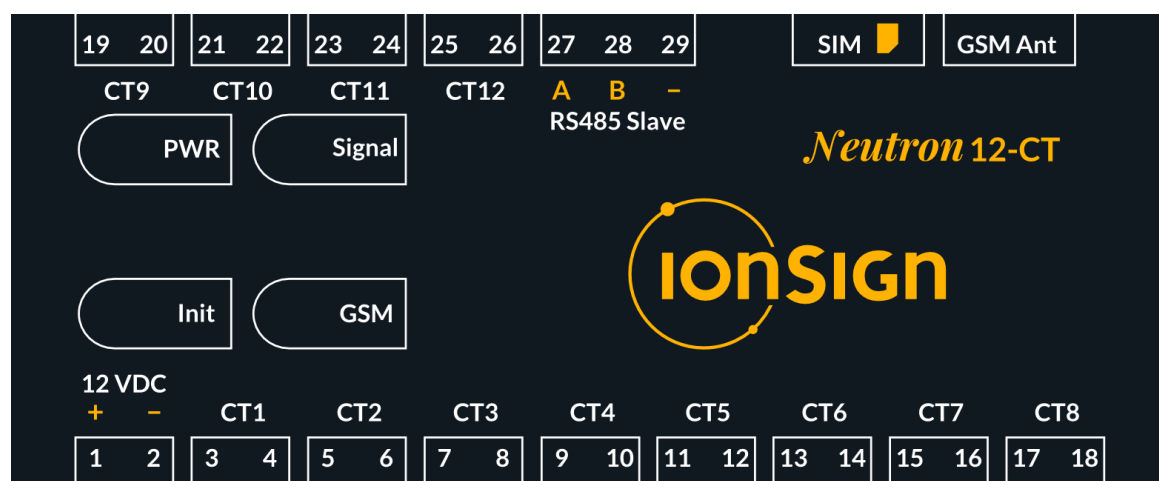 19 20 21 22 23 24 25 26 27 28 29 SIM GSM Ant
CT9 CT10 CT11 CT12 A B −
RS485 Slave
PWR Signal
Neutron 12-CT
ionSign
Init GSM
12 VDC
+ − CT1 CT2 CT3 CT4 CT5 CT6 CT7 CT8
1 2 3 4 5 6 7 8 9 10 11 12 13 14 15 16 17 18